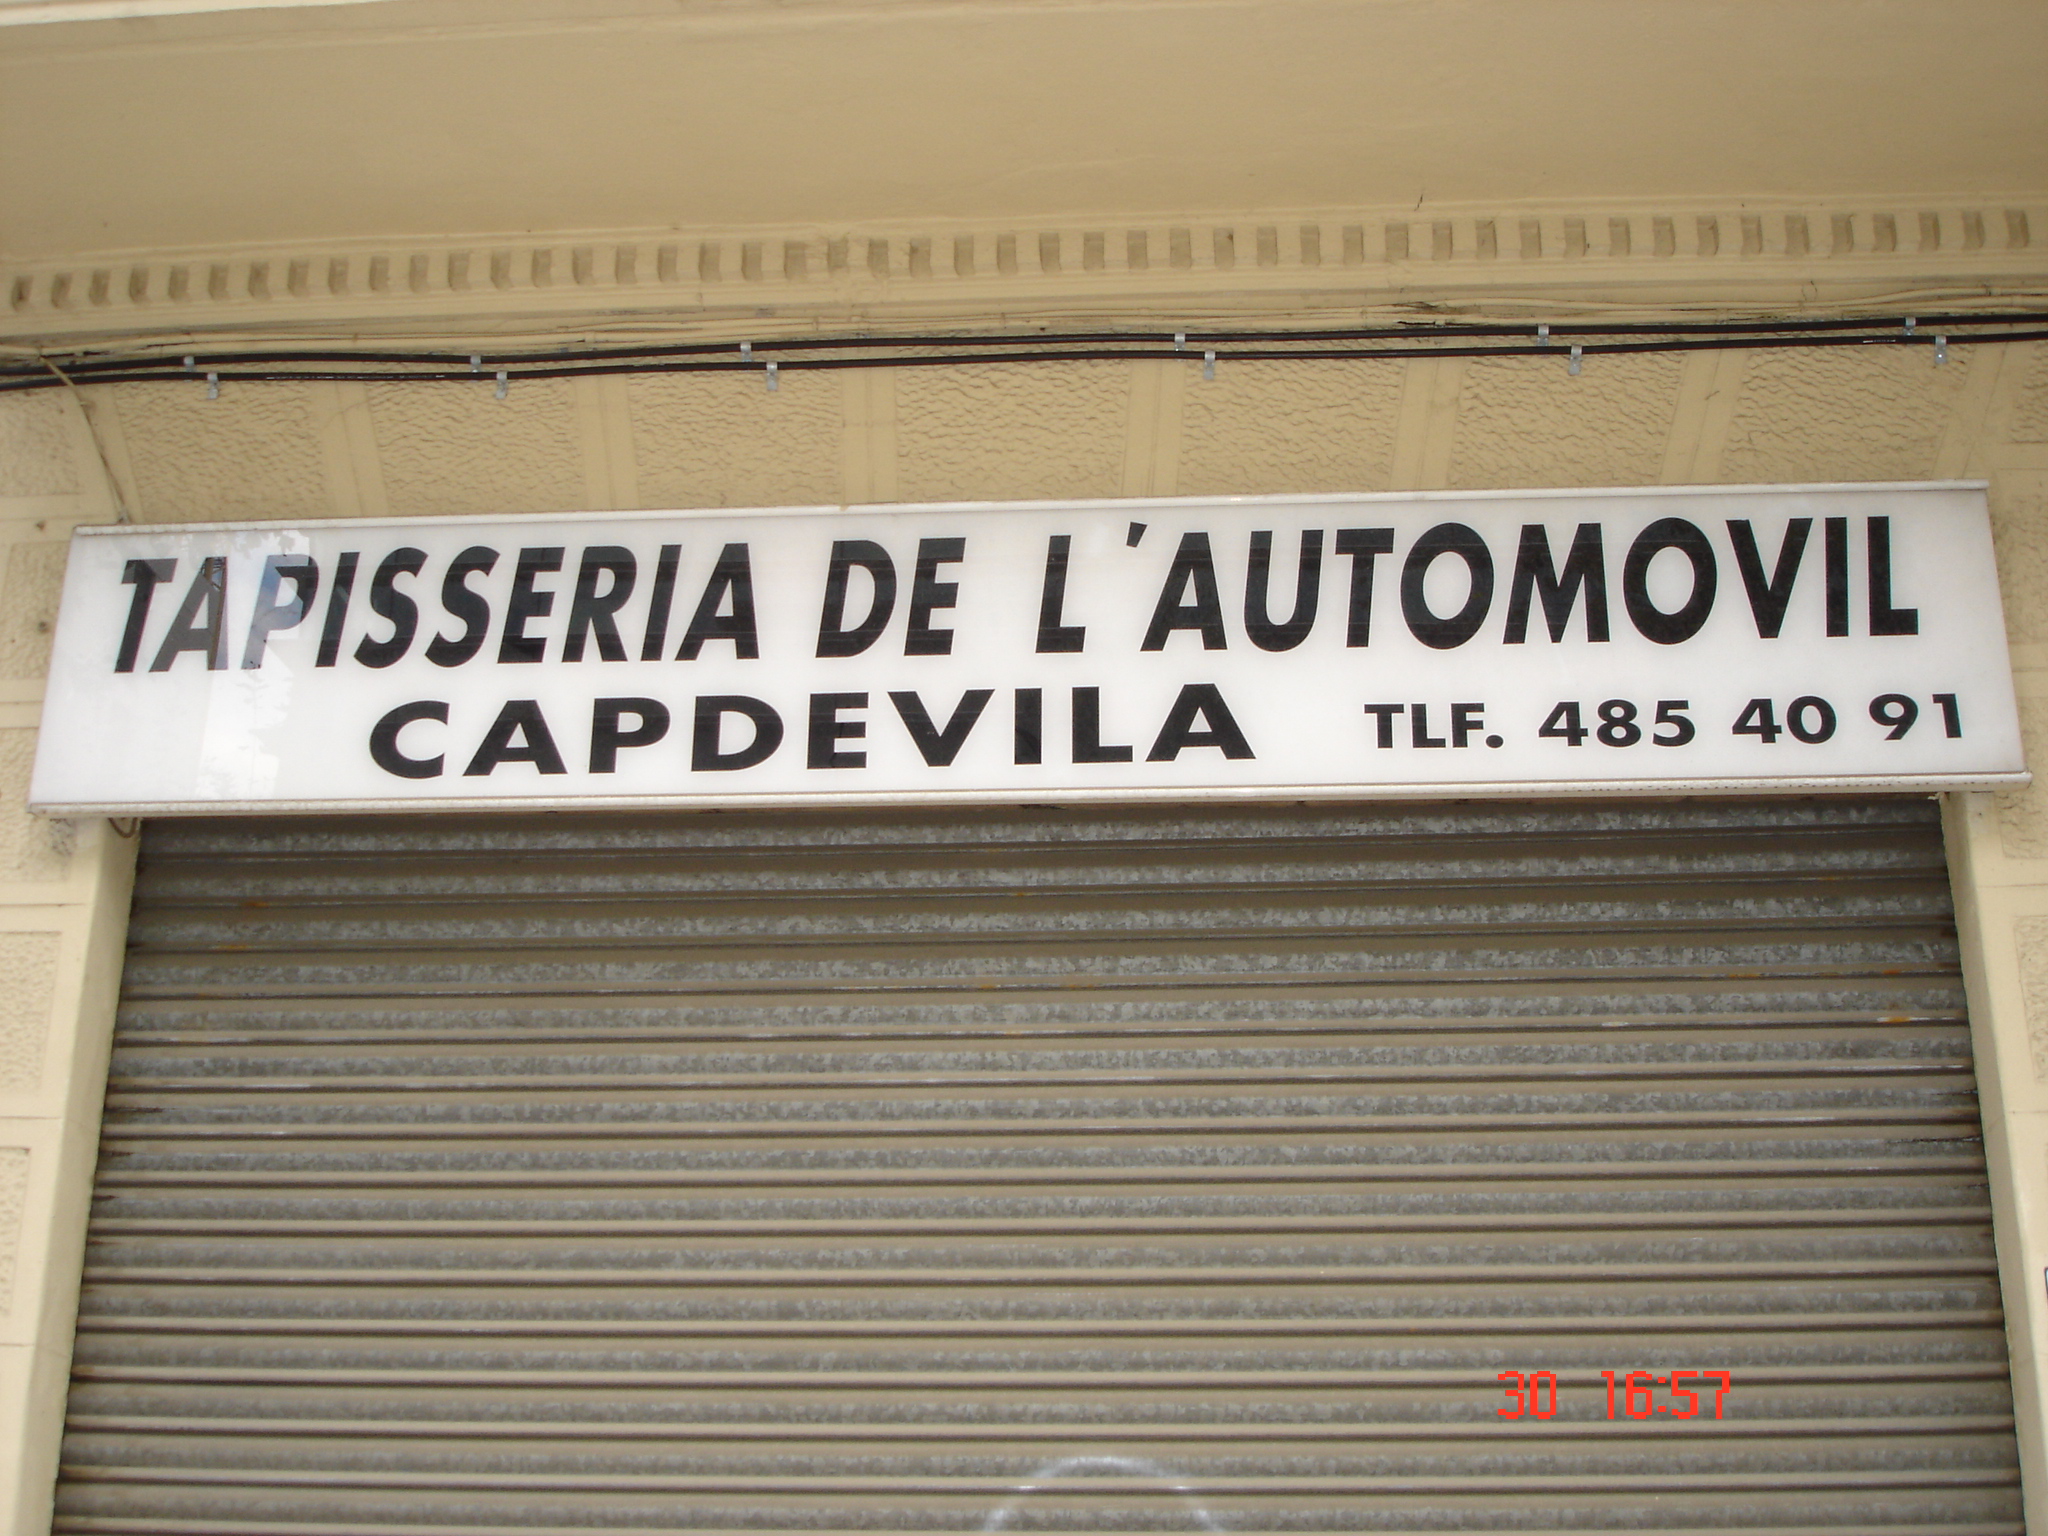 TAPISSERIA DE L'AUTOMOVIL
CAPDEVILA TLF. 485 40 91
30 16:57